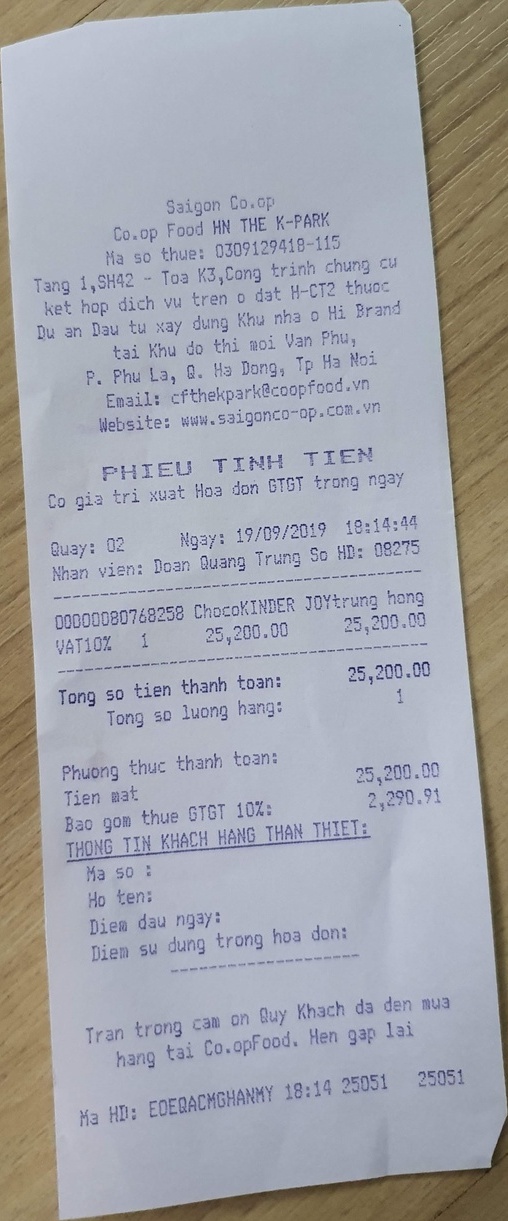 Saigon Co.op
Co.op Food HN THE K-PARK
Ma so thue: 0309129418-115
Tang 1,SH42 - Toa K3,Cong trinh chung cu
ket hop dich vu tren o dat H-CT2 thuoc
Du an Dau tu xay dung Khu nha o Hi Brand
tai Khu do thi moi Van Phu,
P. Phu La, Q. Ha Dong, Tp Ha Noi
Email: cfthekpark@coopfood.vn
Website: www.saigonco-op.com.vn
PHIEU TINH TIEN
Co gia tri xuat Hoa don GTGT trong ngay
Quay: 02 Ngay: 19/09/2019 18:14:44
Nhan vien: Doan Quang Trung So HD: 08275
00000080768258 ChocoKINDER JOYtrung hong
VAT10% 1 25,200.00 25,200.00
Tong so tien thanh toan: 25,200.00
Tong so luong hang: 1
Phuong thuc thanh toan:
Tien mat 25,200.00
Bao gom thue GTGT 10%: 2,290.91
THONG TIN KHACH HANG THAN THIET:
Ma so :
Ho ten:
Diem dau ngay:
Diem su dung trong hoa don:
Tran trong cam on Quy Khach da den mua
hang tai Co.opFood. Hen gap lai
Ma HD: EOEQACMGHANMY 18:14 25051 25051